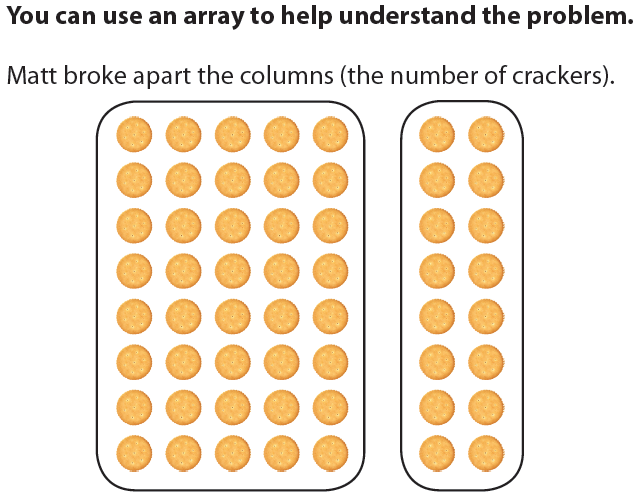 You can use an array to help understand the problem.
Matt broke apart the columns (the number of crackers).